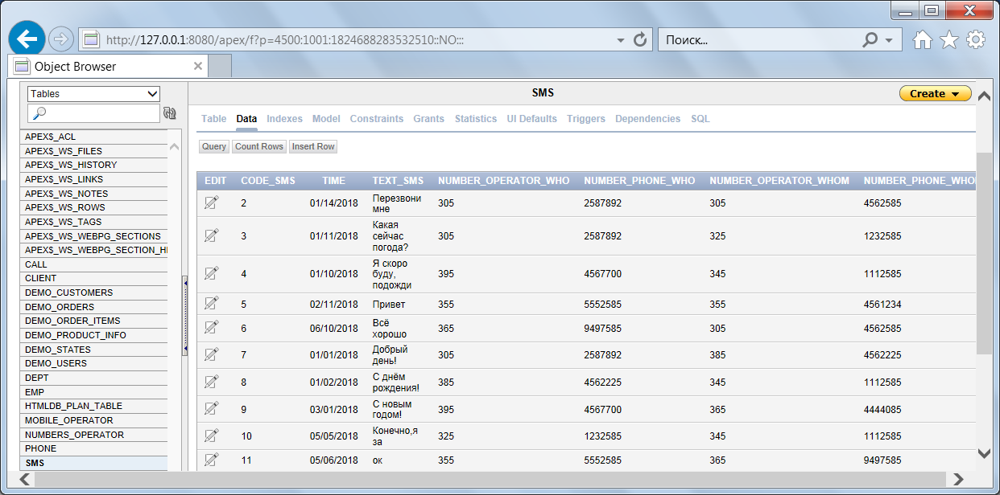 http://127.0.0.1:8080/apex/f?p=4500:1001:1824688283532510::NO:::
Поиск...
Object Browser
Tables
APEX$_ACL
APEX$_WS_FILES
APEX$_WS_HISTORY
APEX$_WS_LINKS
APEX$_WS_NOTES
APEX$_WS_ROWS
APEX$_WS_TAGS
APEX$_WS_WEBPG_SECTIONS
APEX$_WS_WEBPG_SECTION_HI
CALL
CLIENT
DEMO_CUSTOMERS
DEMO_ORDERS
DEMO_ORDER_ITEMS
DEMO_PRODUCT_INFO
DEMO_STATES
DEMO_USERS
DEPT
EMP
HTMLDB_PLAN_TABLE
MOBILE_OPERATOR
NUMBERS_OPERATOR
PHONE
SMS
SMS
Create
Table Data Indexes Model Constraints Grants Statistics UI Defaults Triggers Dependencies SQL
Query Count Rows Insert Row
EDIT CODE_SMS TIME TEXT_SMS NUMBER_OPERATOR_WHO NUMBER_PHONE_WHO NUMBER_OPERATOR_WHOM NUMBER_PHONE_WHO
2 01/14/2018 Перезвони мне 305 2587892 305 4562585
3 01/11/2018 Какая сейчас погода? 305 2587892 325 1232585
4 01/10/2018 Я скоро буду, подожди 395 4567700 345 1112585
5 02/11/2018 Привет 355 5552585 355 4561234
6 06/10/2018 Всё хорошо 365 9497585 305 4562585
7 01/01/2018 Добрый день! 305 2587892 385 4562225
8 01/02/2018 С днём рождения! 385 4562225 345 1112585
9 03/01/2018 С новым годом! 395 4567700 365 4444085
10 05/05/2018 Конечно,я за 325 1232585 345 1112585
11 05/06/2018 ок 355 5552585 365 9497585